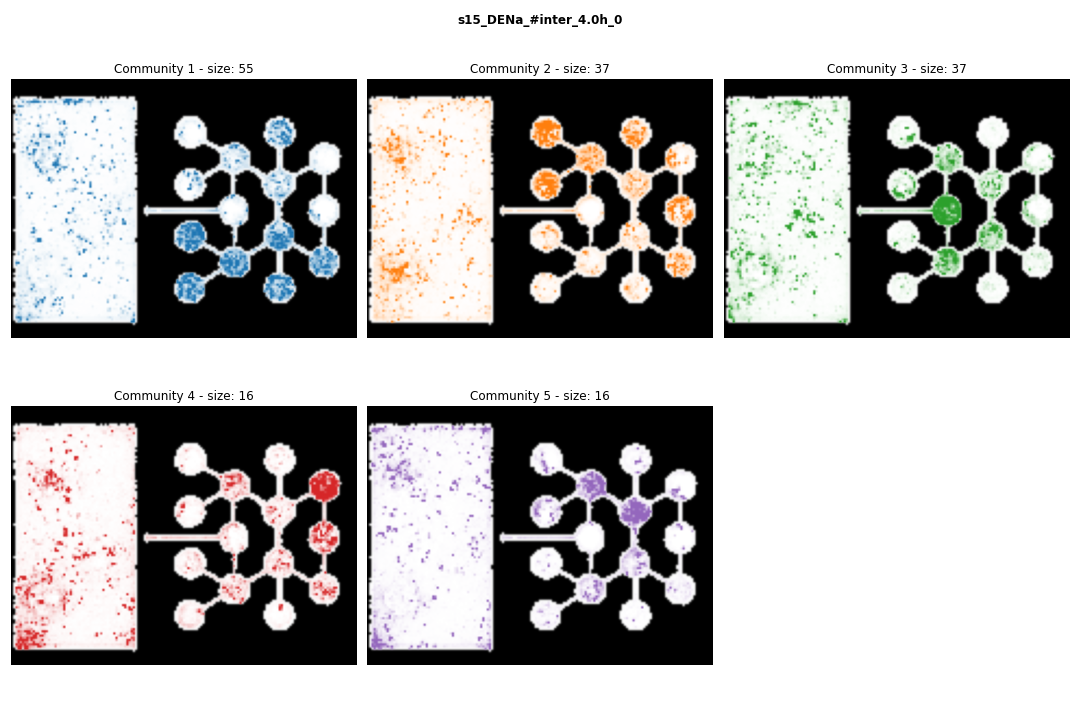 s15_DENa_#inter_4.0h_0
Community 1 - size: 55
Community 2 - size: 37
Community 3 - size: 37
Community 4 - size: 16
Community 5 - size: 16